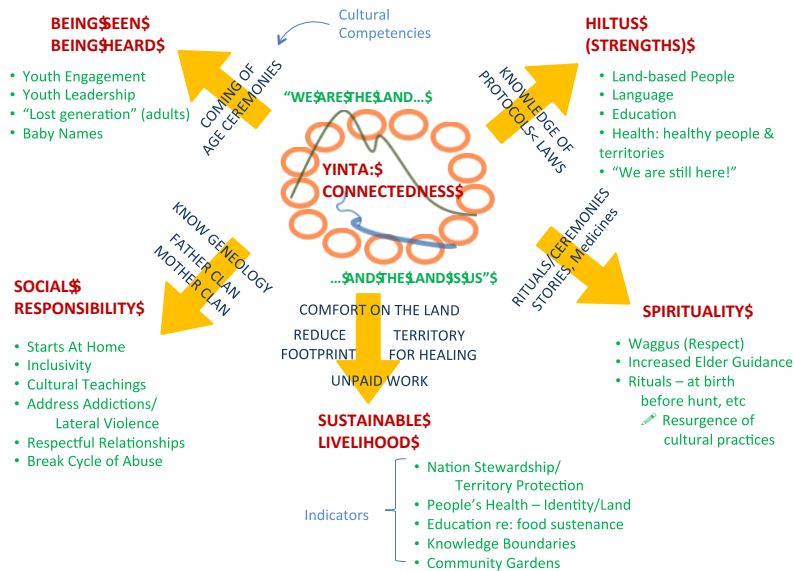 BEING$SEEN$
BEING$HEARD$
• Youth Engagement
• Youth Leadership
• “Lost generation” (adults)
• Baby Names
COMING OF
AGE CEREMONIES
Cultural
Competencies
HILTUS$
(STRENGTHS)$
• Land-based People
• Language
• Education
• Health: healthy people &
territories
• “We are still here!”
KNOWLEDGE OF
PROTOCOLS< LAWS
“WE$ARE$THE$LAND…$
YINTA:$
CONNECTEDNESS$
…$AND$THE$LAND$IS$US”$
KNOW GENEOLOGY
FATHER CLAN
MOTHER CLAN
SOCIAL$
RESPONSIBILITY$
• Starts At Home
• Inclusivity
• Cultural Teachings
• Address Addictions/
Lateral Violence
• Respectful Relationships
• Break Cycle of Abuse
RITUALS/CEREMONIES
STORIES, Medicines
SPIRITUALITY$
• Waggus (Respect)
• Increased Elder Guidance
• Rituals – at birth
before hunt, etc
Resurgence of
cultural practices
COMFORT ON THE LAND
REDUCE
FOOTPRINT
TERRITORY
FOR HEALING
UNPAID WORK
SUSTAINABLE$
LIVELIHOOD$
Indicators
• Nation Stewardship/
Territory Protection
• People’s Health – Identity/Land
• Education re: food sustenance
• Knowledge Boundaries
• Community Gardens